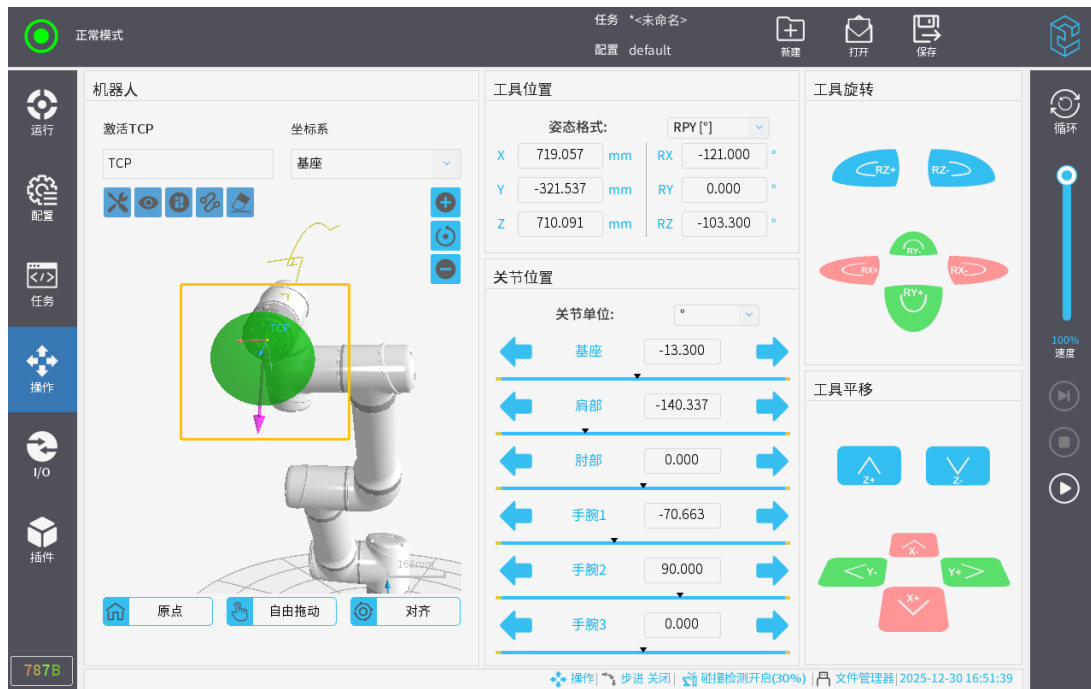 正常模式
任务 *<未命名>
配置 default
新建
打开
保存
运行
配置
任务
操作
I/O
插件
787B
机器人
激活TCP
坐标系
TCP
基座
TCP
168mm
原点
自由拖动
对齐
工具位置
姿态格式: RPY [°]
X 719.057 mm RX -121.000 °
Y -321.537 mm RY 0.000 °
Z 710.091 mm RZ -103.300 °
关节位置
关节单位: °
基座 -13.300
肩部 -140.337
肘部 0.000
手腕1 -70.663
手腕2 90.000
手腕3 0.000
工具旋转
RZ+ RZ-
RY-
RX+ RX-
RY+
工具平移
Z+ Z-
X-
Y- Y+
X+
循环
100%
速度
操作| 步进 关闭| 碰撞检测开启(30%) | 文件管理器| 2025-12-30 16:51:39